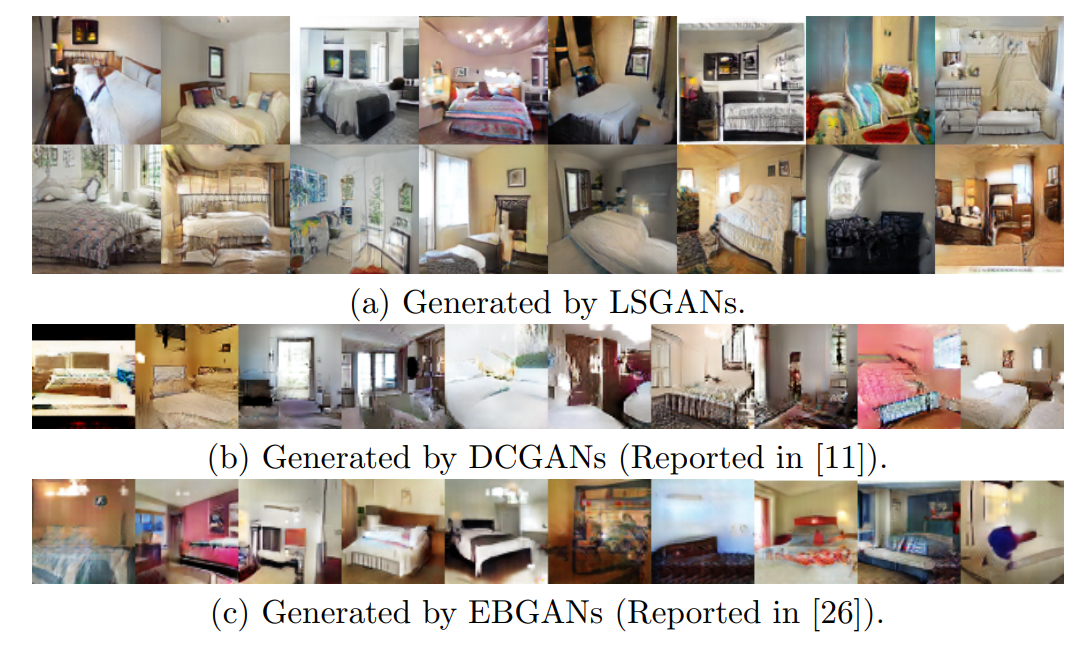 (a) Generated by LSGANs.
(b) Generated by DCGANs (Reported in [11]).
(c) Generated by EBGANs (Reported in [26]).